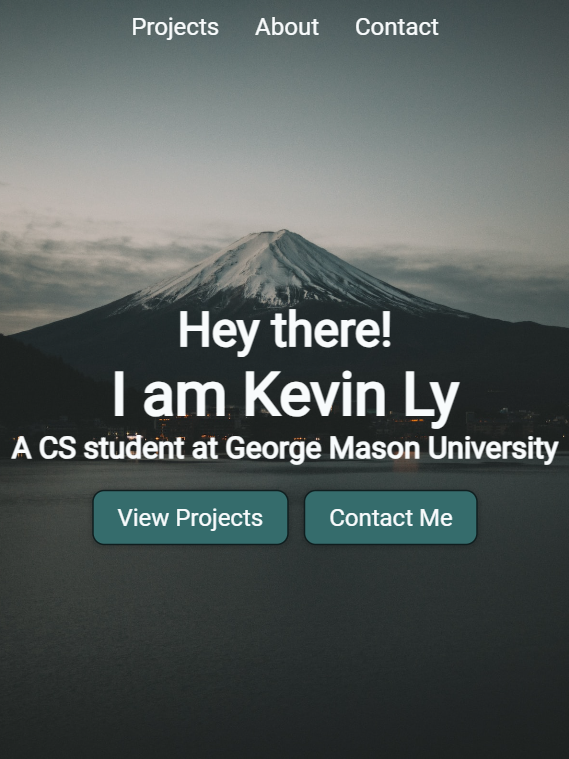 Projects About Contact
Hey there!
I am Kevin Ly
A CS student at George Mason University
View Projects Contact Me